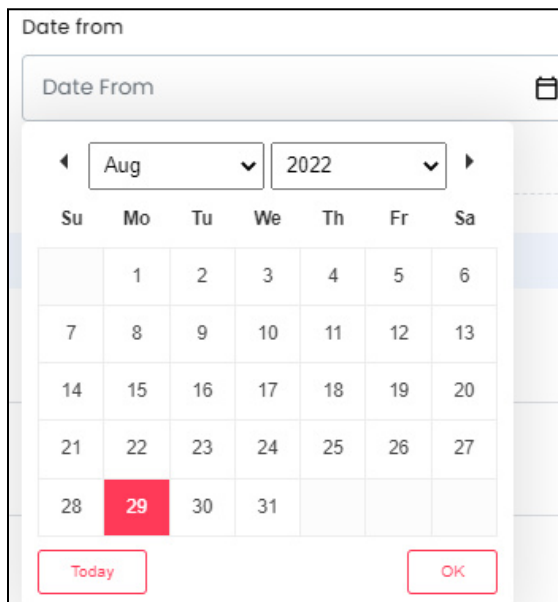 Date from
Date From
Aug 2022
Su Mo Tu We Th Fr Sa
1 2 3 4 5 6
7 8 9 10 11 12 13
14 15 16 17 18 19 20
21 22 23 24 25 26 27
28 29 30 31
Today OK